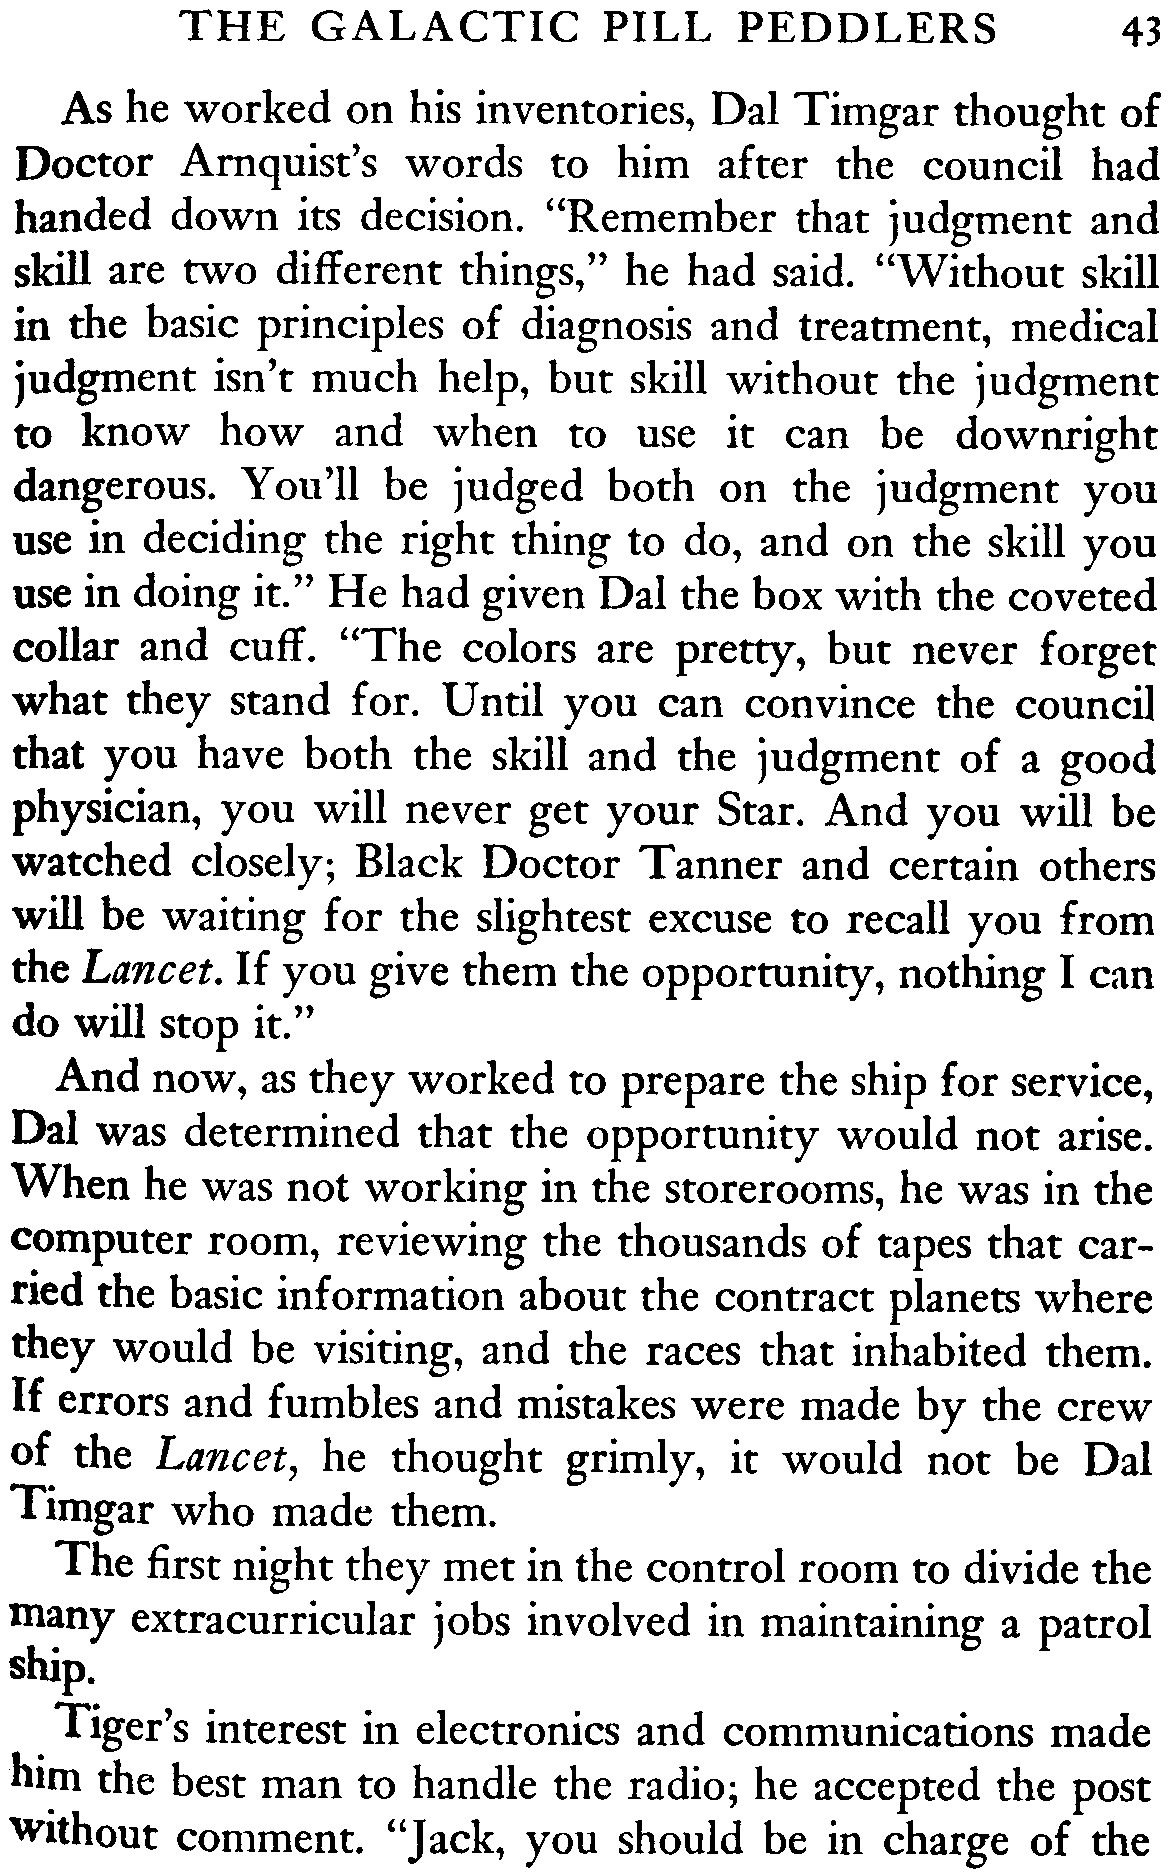 THE GALACTIC PILL PEDDLERS 43
As he worked on his inventories, Dal Timgar thought of
Doctor Arnquist's words to him after the council had
handed down its decision. "Remember that judgment and
skill are two different things," he had said. "Without skill
in the basic principles of diagnosis and treatment, medical
judgment isn't much help, but skill without the judgment
to know how and when to use it can be downright
dangerous. You'll be judged both on the judgment you
use in deciding the right thing to do, and on the skill you
use in doing it." He had given Dal the box with the coveted
collar and cuff. "The colors are pretty, but never forget
what they stand for. Until you can convince the council
that you have both the skill and the judgment of a good
physician, you will never get your Star. And you will be
watched closely; Black Doctor Tanner and certain others
will be waiting for the slightest excuse to recall you from
the Lancet. If you give them the opportunity, nothing I can
do will stop it."
And now, as they worked to prepare the ship for service,
Dal was determined that the opportunity would not arise.
When he was not working in the storerooms, he was in the
computer room, reviewing the thousands of tapes that car-
ried the basic information about the contract planets where
they would be visiting, and the races that inhabited them.
If errors and fumbles and mistakes were made by the crew
of the Lancet, he thought grimly, it would not be Dal
Timgar who made them.
The first night they met in the control room to divide the
many extracurricular jobs involved in maintaining a patrol
ship.
Tiger's interest in electronics and communications made
him the best man to handle the radio; he accepted the post
without comment. "Jack, you should be in charge of the